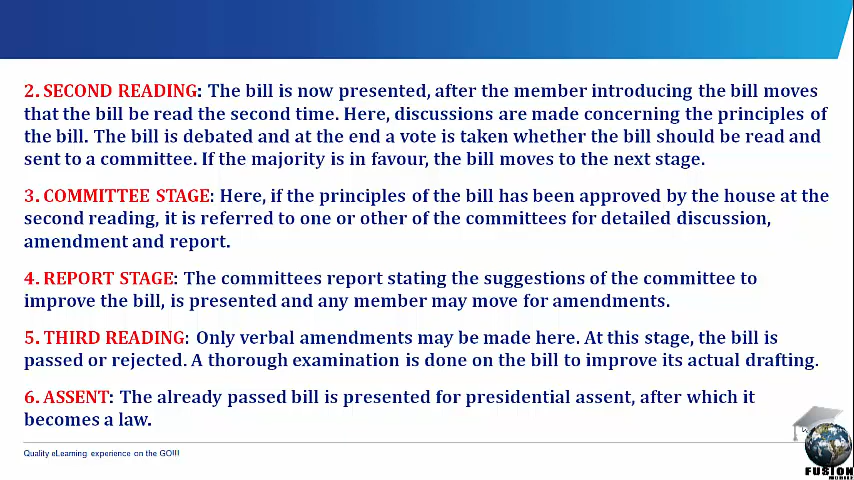 2. SECOND READING: The bill is now presented, after the member introducing the bill moves
that the bill be read the second time. Here, discussions are made concerning the principles of
the bill. The bill is debated and at the end a vote is taken whether the bill should be read and
sent to a committee. If the majority is in favour, the bill moves to the next stage.
3. COMMITTEE STAGE: Here, if the principles of the bill has been approved by the house at the
second reading, it is referred to one or other of the committees for detailed discussion,
amendment and report.
4. REPORT STAGE: The committees report stating the suggestions of the committee to
improve the bill, is presented and any member may move for amendments.
5. THIRD READING: Only verbal amendments may be made here. At this stage, the bill is
passed or rejected. A thorough examination is done on the bill to improve its actual drafting.
6. ASSENT: The already passed bill is presented for presidential assent, after which it
becomes a law.
Quality eLearning experience on the GO!!!
FUSION
MOBILE